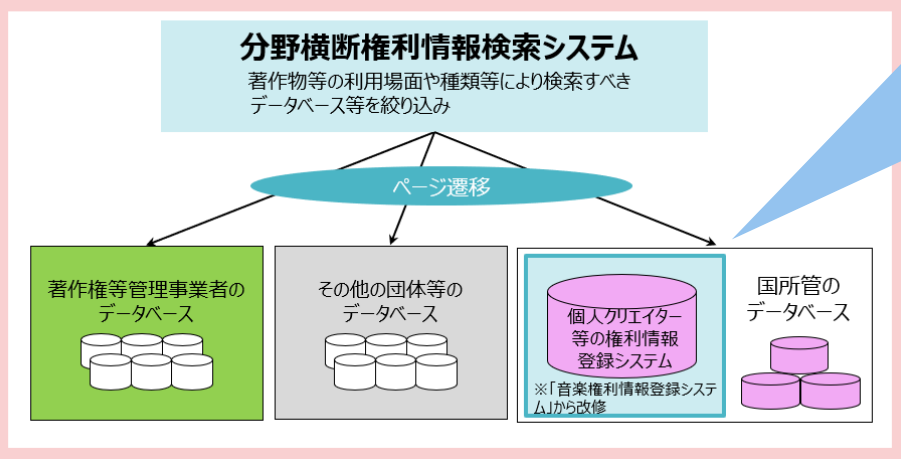 分野横断権利情報検索システム
著作物等の利用場面や種類等により検索すべき
データベース等を絞り込み
ページ遷移
著作権等管理事業者の
データベース
その他の団体等の
データベース
個人クリエイター
等の権利情報
登録システム
※「音楽権利情報登録システ
ム」から改修
国所管の
データベース